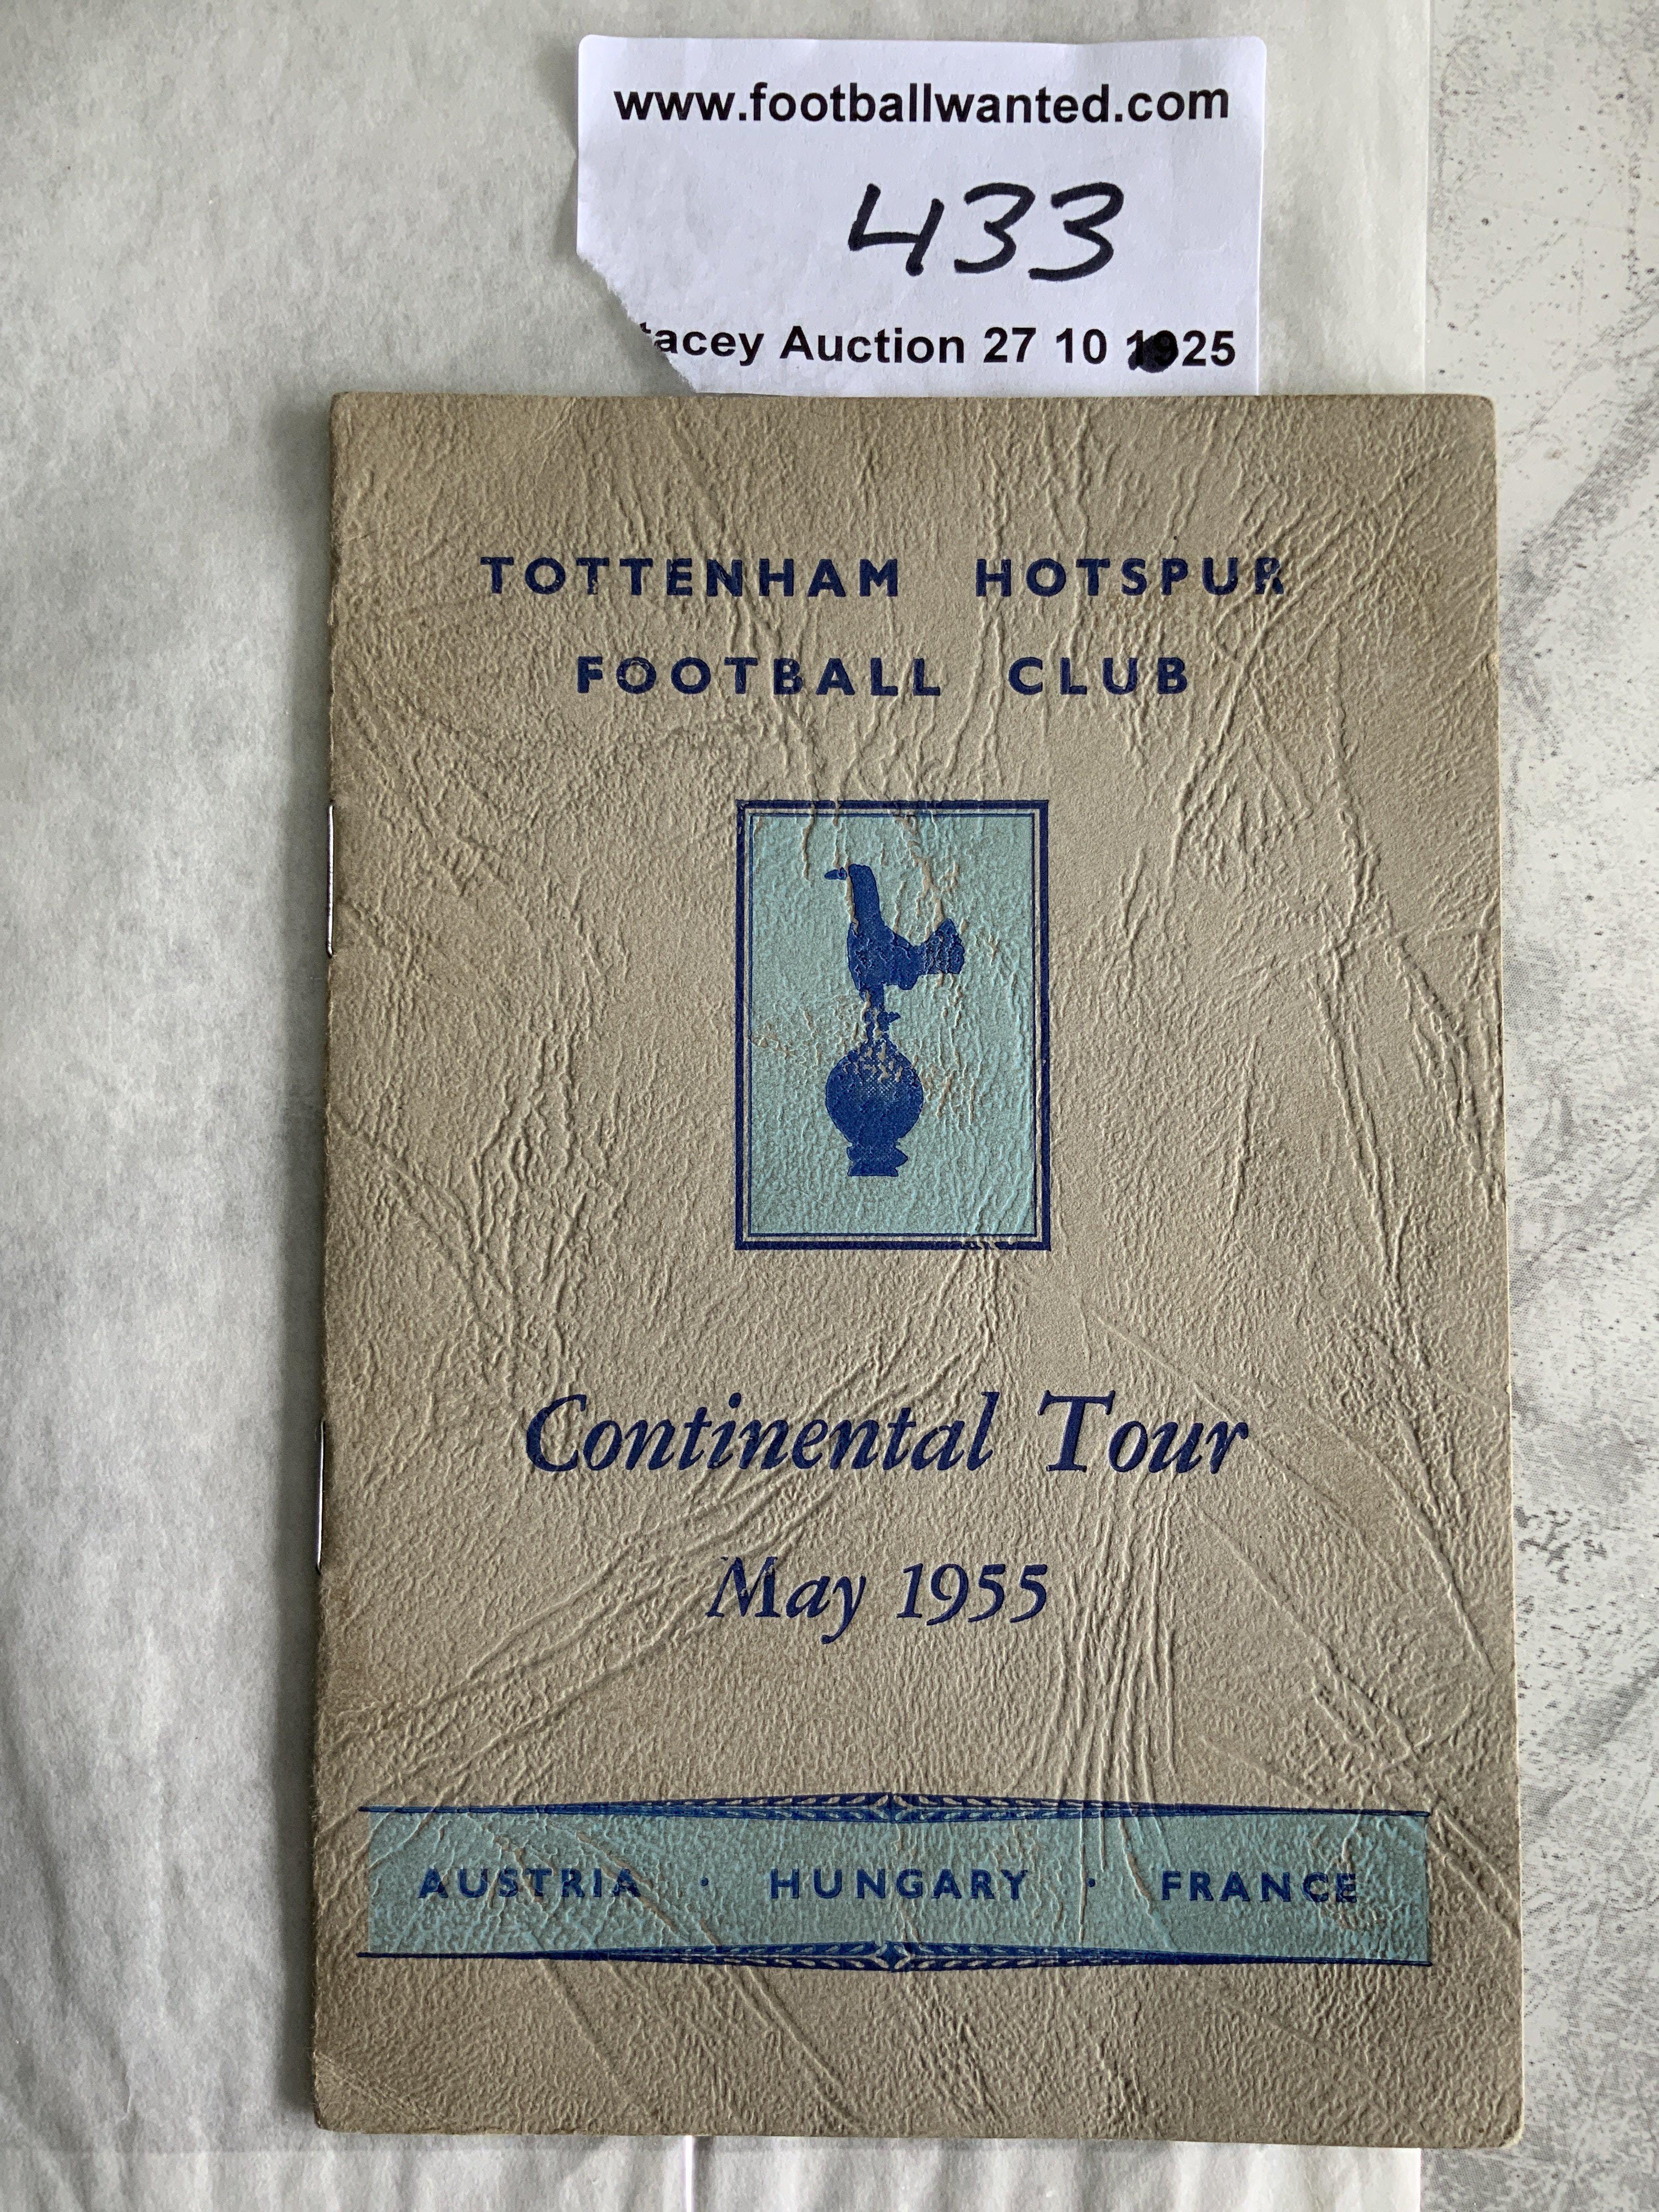 www.footballwanted.com
433
tacey Auction 27 10 1925
TOTTENHAM HOTSPUR
FOOTBALL CLUB
Continental Tour
May 1955
AUSTRIA · HUNGARY · FRANCE